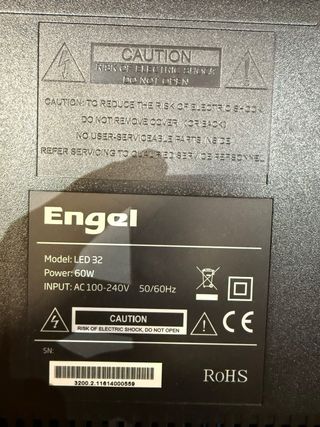 CAUTION
RISK OF ELECTRIC SHOCK
DO NOT OPEN
CAUTION: TO REDUCE THE RISK OF ELECTRIC SHOCK
DO NOT REMOVE COVER (OR BACK)
NO USER-SERVICEABLE PARTS INSIDE
REFER SERVICING TO QUALIFIED SERVICE PERSONNEL
Engel
Model: LED 32
Power: 60W
INPUT: AC 100-240V 50/60Hz
CAUTION
RISK OF ELECTRIC SHOCK, DO NOT OPEN
CE
SN:
3200.2.11614000559
RoHS